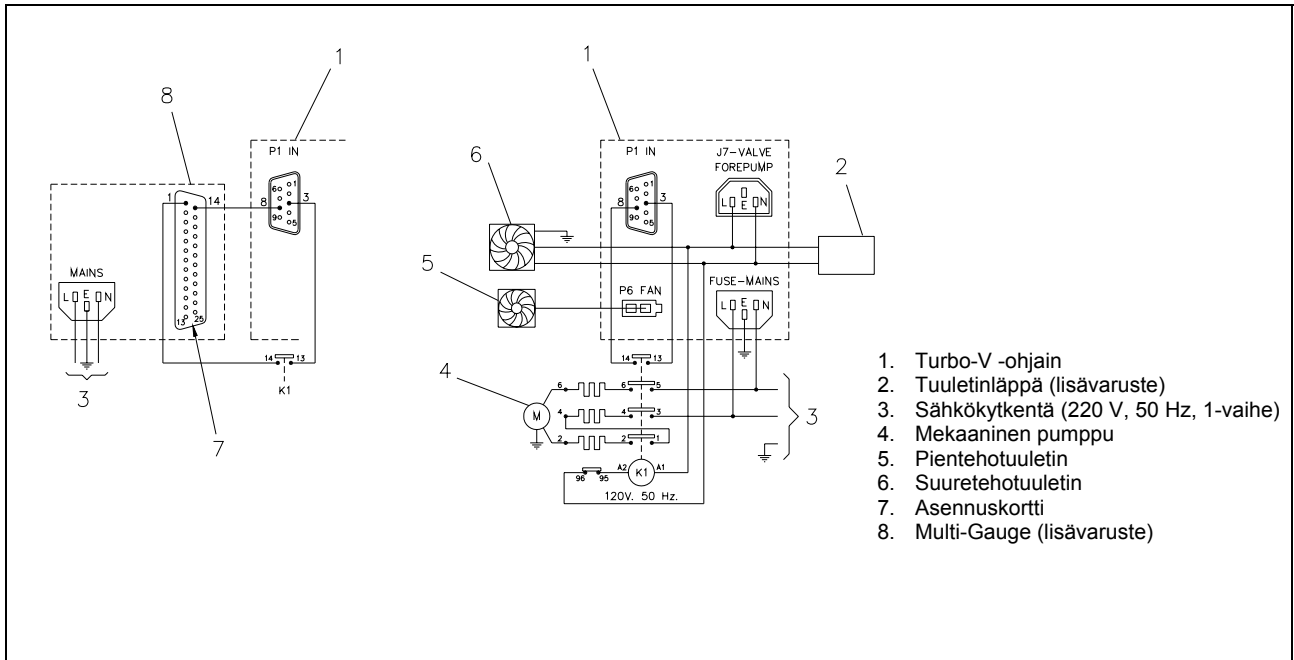 1
8
P1 IN
1
14
8
3
6
1
9
5
MAINS
L E N
13
25
3
14
13
K1
7
1
P1 IN
J7-VALVE
FOREPUMP
6
1
8
3
9
5
L E N
2
6
5
P6 FAN
FUSE-MAINS
L E N
14
13
4
6
6
5
M
4
4
3
2
2
1
3
96
95
A2
K1
A1
120V. 50 Hz.
1. Turbo-V -ohjain
2. Tuuletinläppä (lisävaruste)
3. Sähkökytkentä (220 V, 50 Hz, 1-vaihe)
4. Mekaaninen pumppu
5. Pientehotuuletin
6. Suuretehotuuletin
7. Asennuskortti
8. Multi-Gauge (lisävaruste)